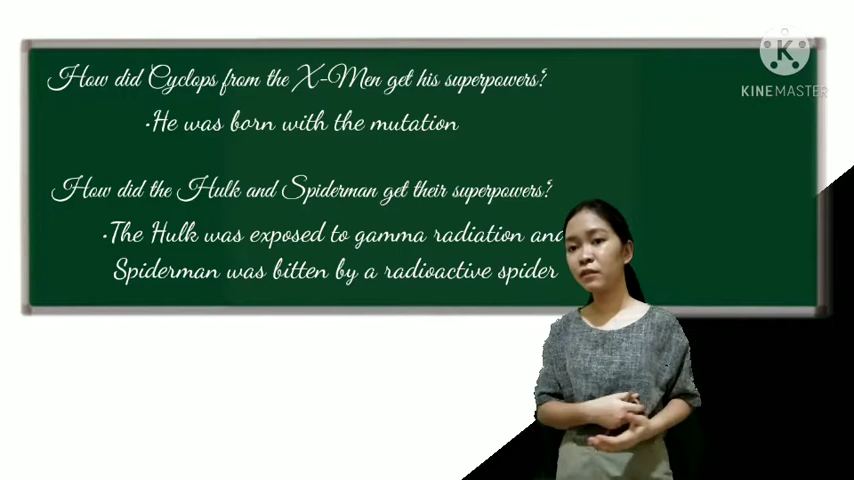 How did Cyclops from the X-Men get his superpowers?
K
KINEMASTER
•He was born with the mutation
How did the Hulk and Spiderman get their superpowers?
•The Hulk was exposed to gamma radiation and
Spiderman was bitten by a radioactive spider